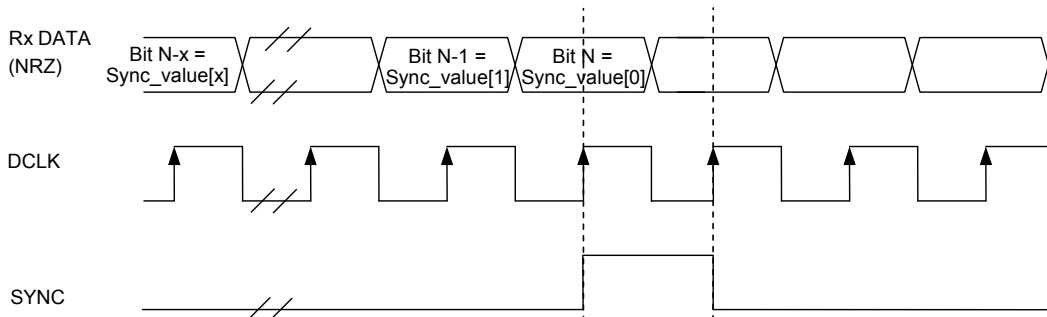 Rx DATA
(NRZ)
Bit N-x =
Sync_value[x]
Bit N-1 =
Sync_value[1]
Bit N =
Sync_value[0]
DCLK
SYNC